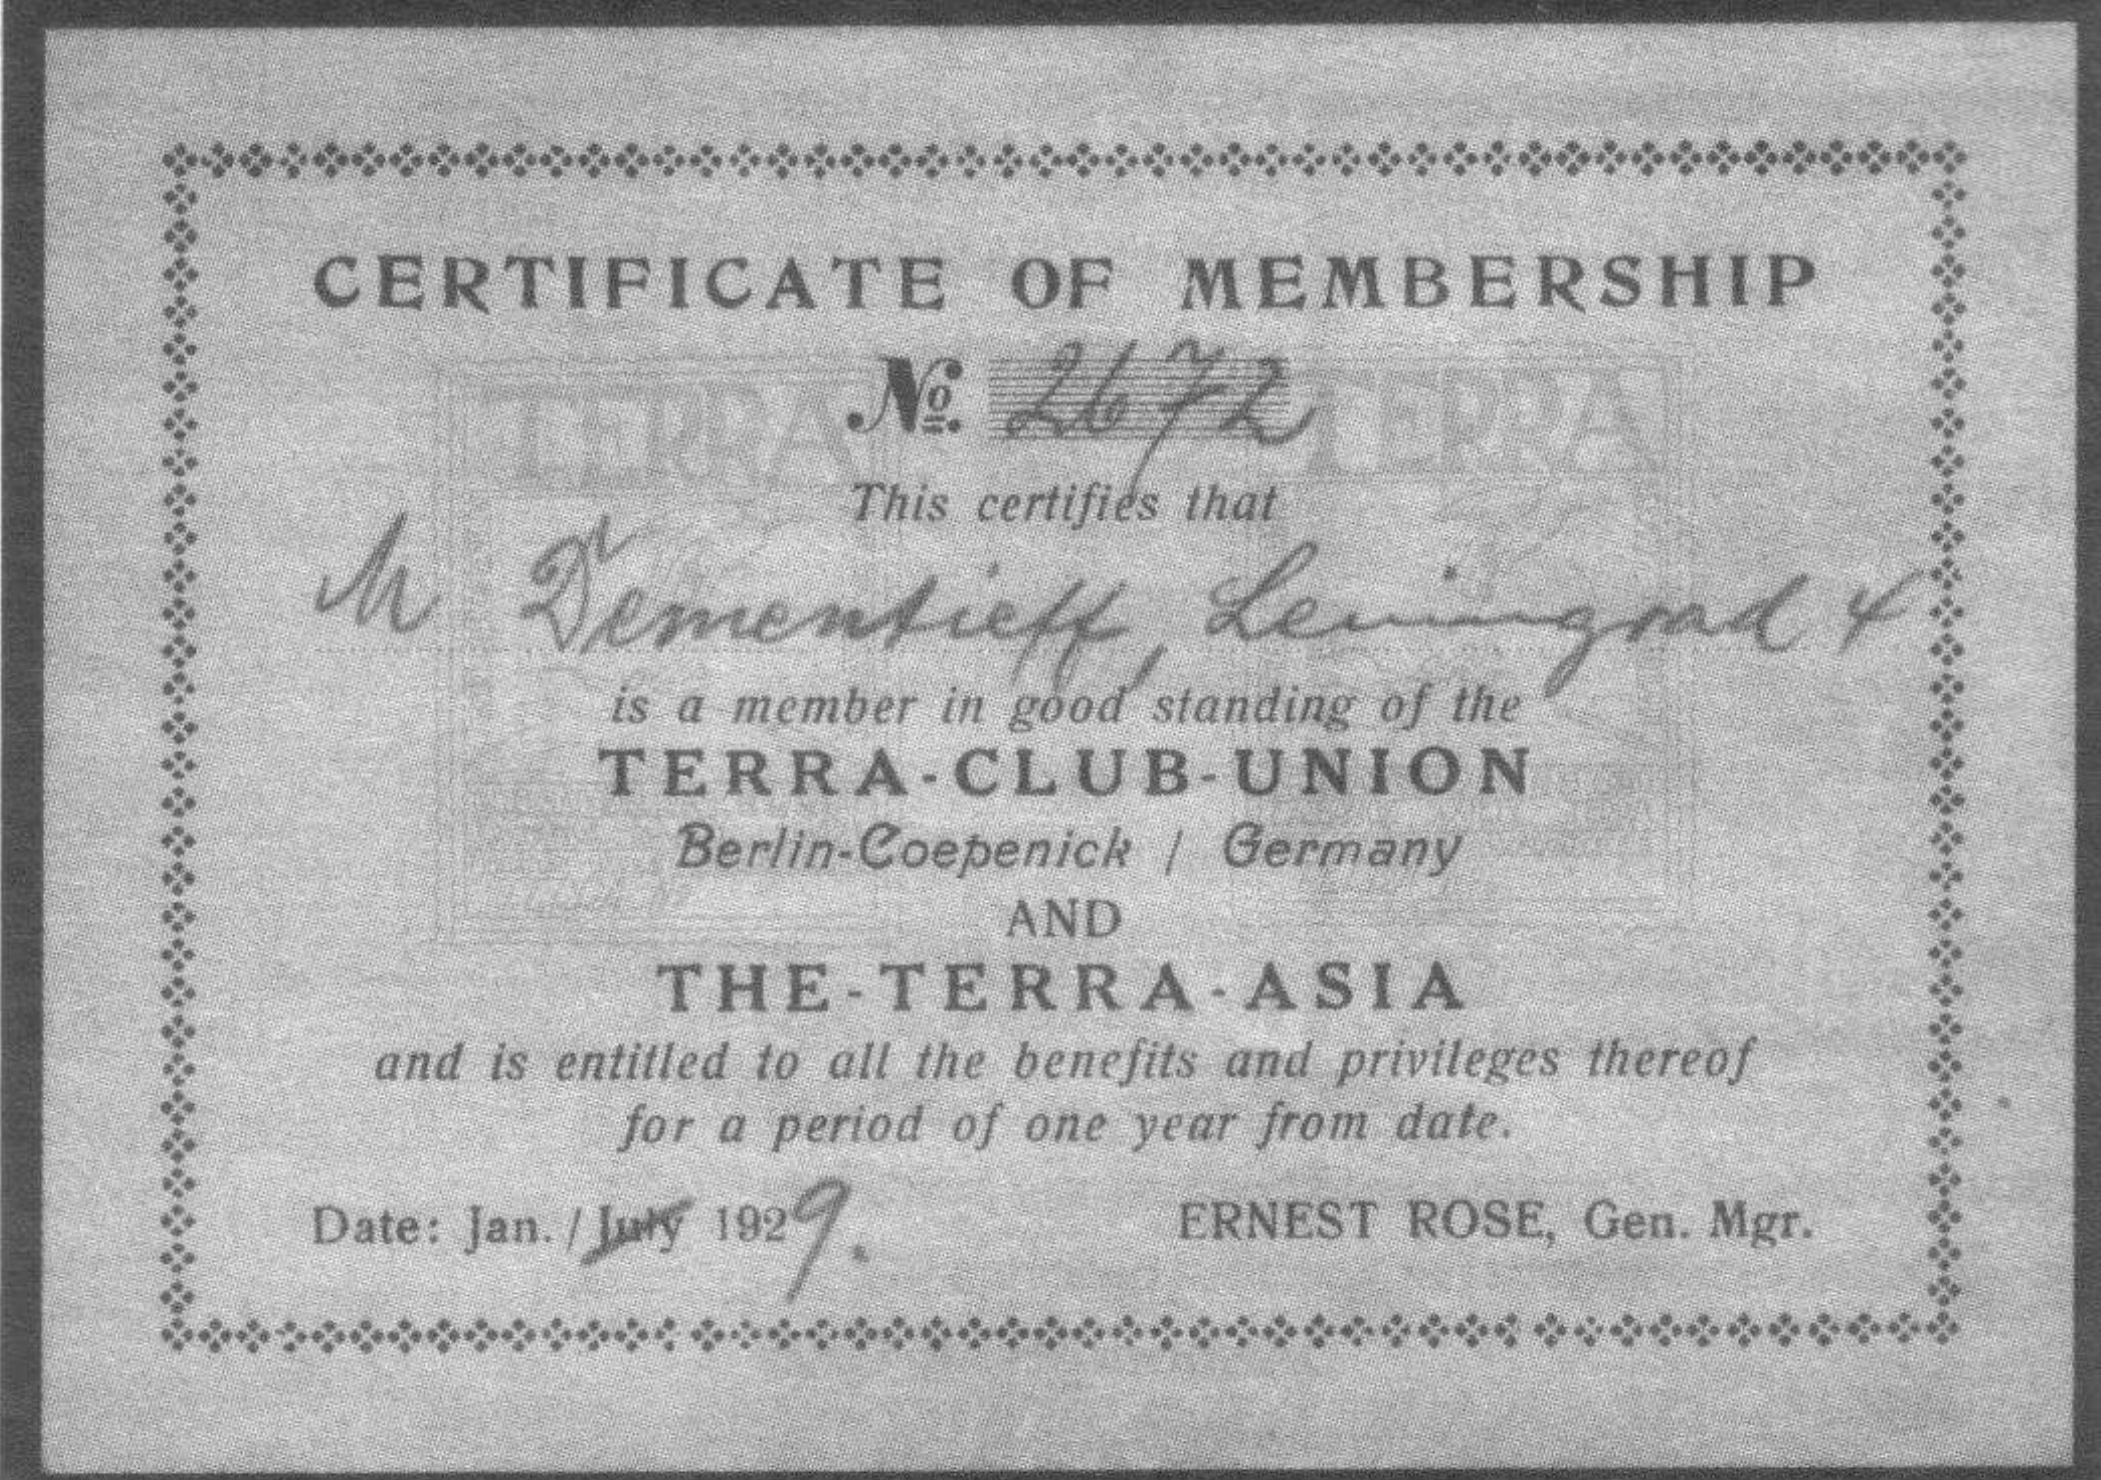 CERTIFICATE OF MEMBERSHIP
No. 2672
This certifies that
M Dementieff, Leningrad
is a member in good standing of the
TERRA-CLUB-UNION
Berlin-Coepenick / Germany
AND
THE-TERRA-ASIA
and is entitled to all the benefits and privileges thereof
for a period of one year from date.
Date: Jan. / July 1929.
ERNEST ROSE, Gen. Mgr.
TERRA TERRA